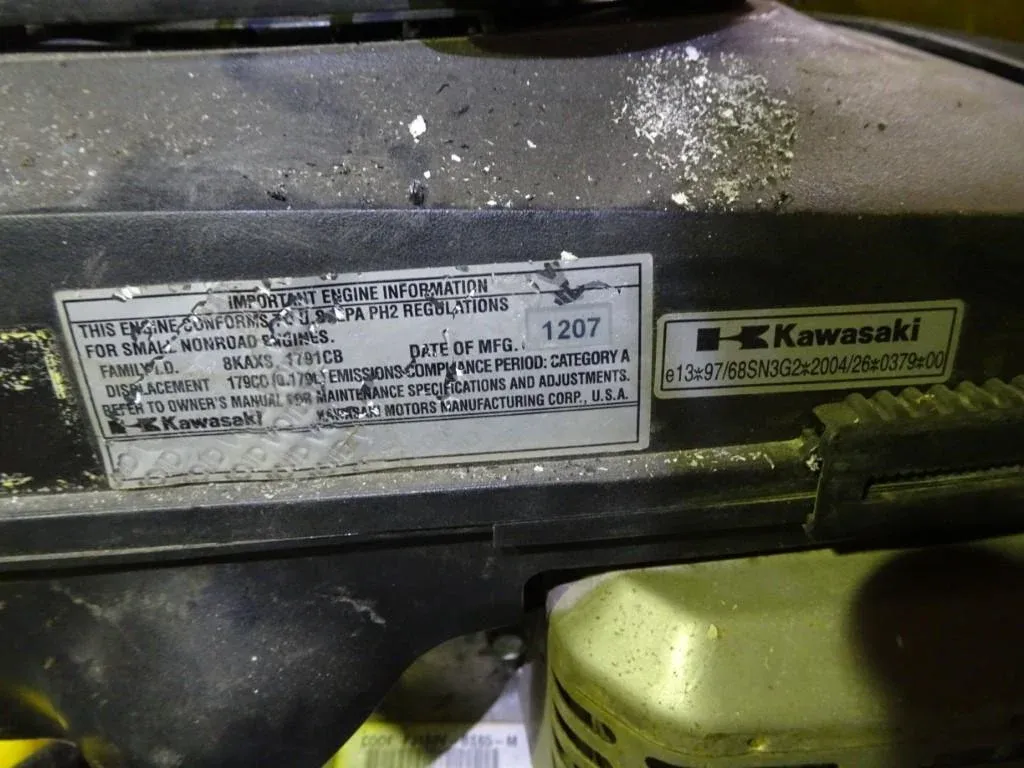 IMPORTANT ENGINE INFORMATION
THIS ENGINE CONFORMS TO U.S. EPA PH2 REGULATIONS
FOR SMALL NONROAD ENGINES.
FAMILY I.D. 8KAXS .1791CB DATE OF MFG. 1207
DISPLACEMENT 179CC (0.179L) EMISSIONS COMPLIANCE PERIOD: CATEGORY A
REFER TO OWNER'S MANUAL FOR MAINTENANCE SPECIFICATIONS AND ADJUSTMENTS.
Kawasaki KAWASAKI MOTORS MANUFACTURING CORP., U.S.A.
Kawasaki
e13*97/68SN3G2*2004/26*0379*00
CODE